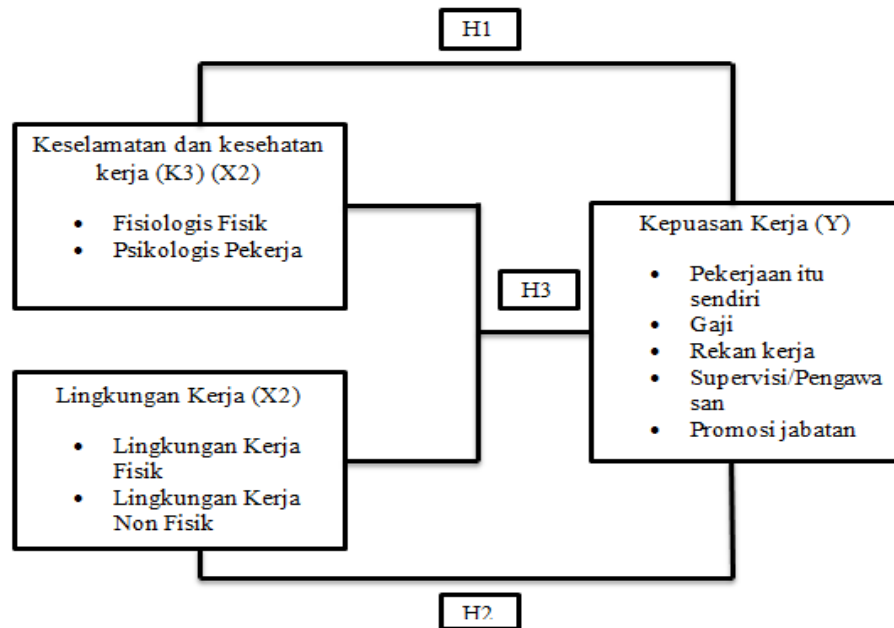 H1
Keselamatan dan kesehatan
kerja (K3) (X2)
• Fisiologis Fisik
• Psikologis Pekerja
Kepuasan Kerja (Y)
• Pekerjaan itu
sendiri
• Gaji
• Rekan kerja
• Supervisi/Pengawa
san
• Promosi jabatan
H3
Lingkungan Kerja (X2)
• Lingkungan Kerja
Fisik
• Lingkungan Kerja
Non Fisik
H2